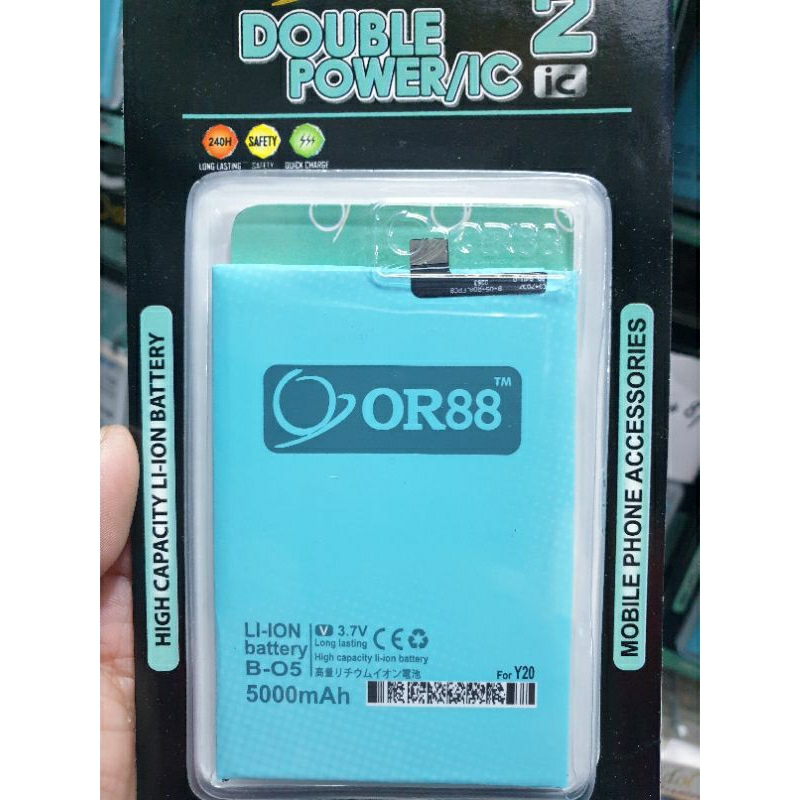 DOUBLE
POWER/IC
2
ic
240H
SAFETY
LONG LASTING
SAFETY
QUICK CHARGE
HIGH CAPACITY LI-ION BATTERY
MOBILE PHONE ACCESSORIES
OR88™
LI-ION
battery
B-O5
5000mAh
V 3.7V
Long lasting
CE
High capacity li-ion battery
高量リチウムイオン電池
For Y20